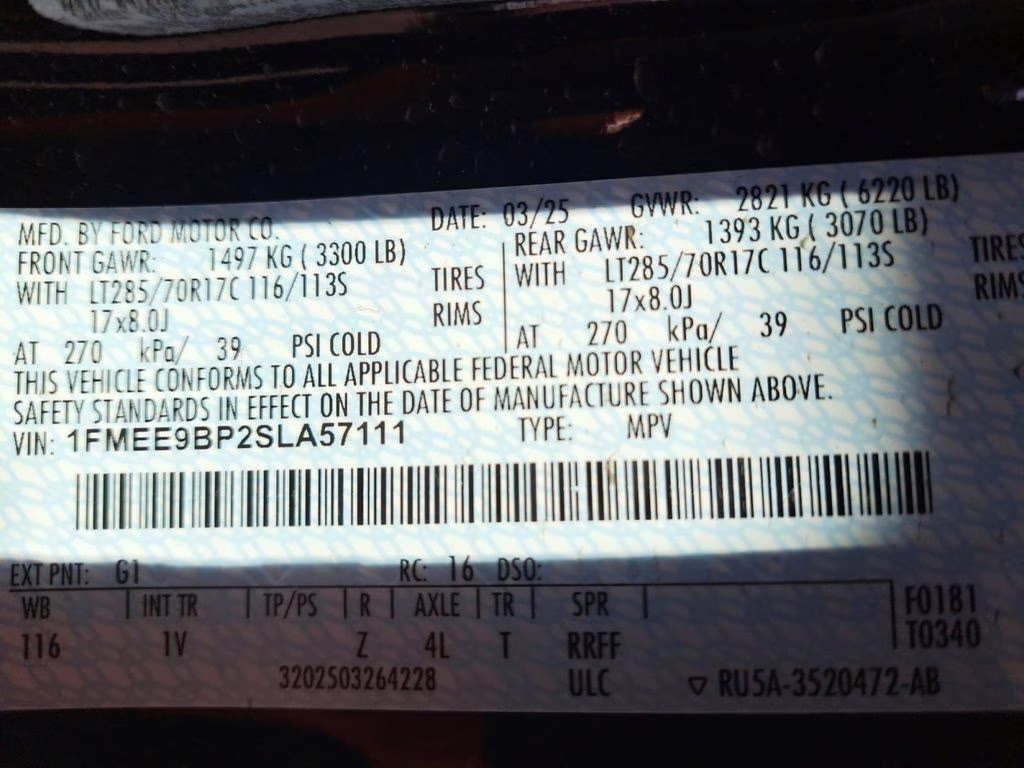 MFD. BY FORD MOTOR CO. DATE: 03/25 GVWR: 2821 KG ( 6220 LB)
FRONT GAWR: 1497 KG ( 3300 LB) REAR GAWR: 1393 KG ( 3070 LB)
WITH LT285/70R17C 116/113S TIRES WITH LT285/70R17C 116/113S TIRES
17x8.0J RIMS 17x8.0J RIMS
AT 270 kPa/ 39 PSI COLD AT 270 kPa/ 39 PSI COLD
THIS VEHICLE CONFORMS TO ALL APPLICABLE FEDERAL MOTOR VEHICLE
SAFETY STANDARDS IN EFFECT ON THE DATE OF MANUFACTURE SHOWN ABOVE.
VIN: 1FMEE9BP2SLA57111 TYPE: MPV
EXT PNT: G1 RC: 16 DSO:
WB INT TR TP/PS R AXLE TR SPR F0181
116 1V Z 4L T RRFF T0340
3202503264228 ULC ▽ RU5A-3520472-AB